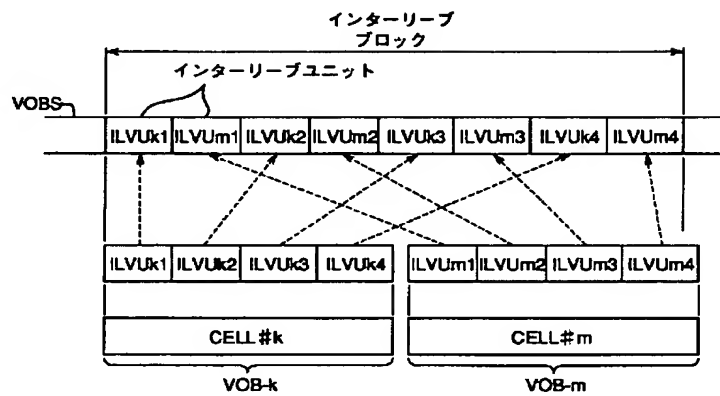 インターリーブ
ブロック
インターリーブユニット
VOBS
ILVUk1 ILVUm1 ILVUk2 ILVUm2 ILVUk3 ILVUm3 ILVUk4 ILVUm4
ILVUk1 ILVUk2 ILVUk3 ILVUk4 ILVUm1 ILVUm2 ILVUm3 ILVUm4
CELL#k CELL#m
VOB-k VOB-m